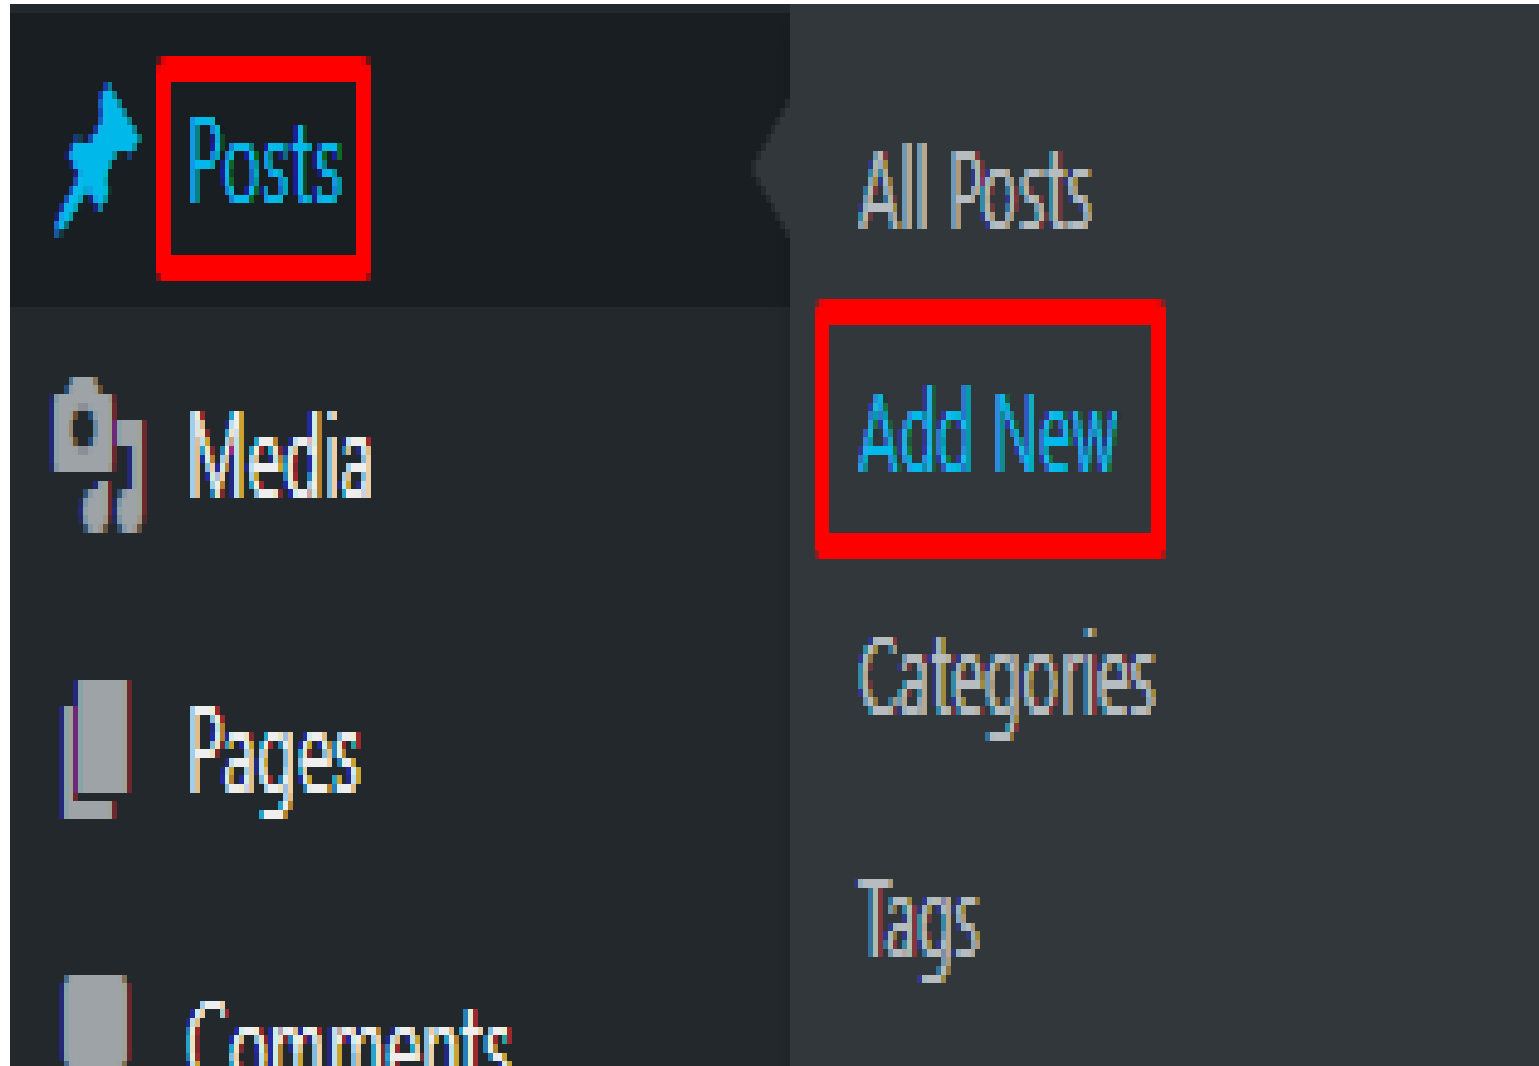 Posts
Media
Pages
Comments
All Posts
Add New
Categories
Tags